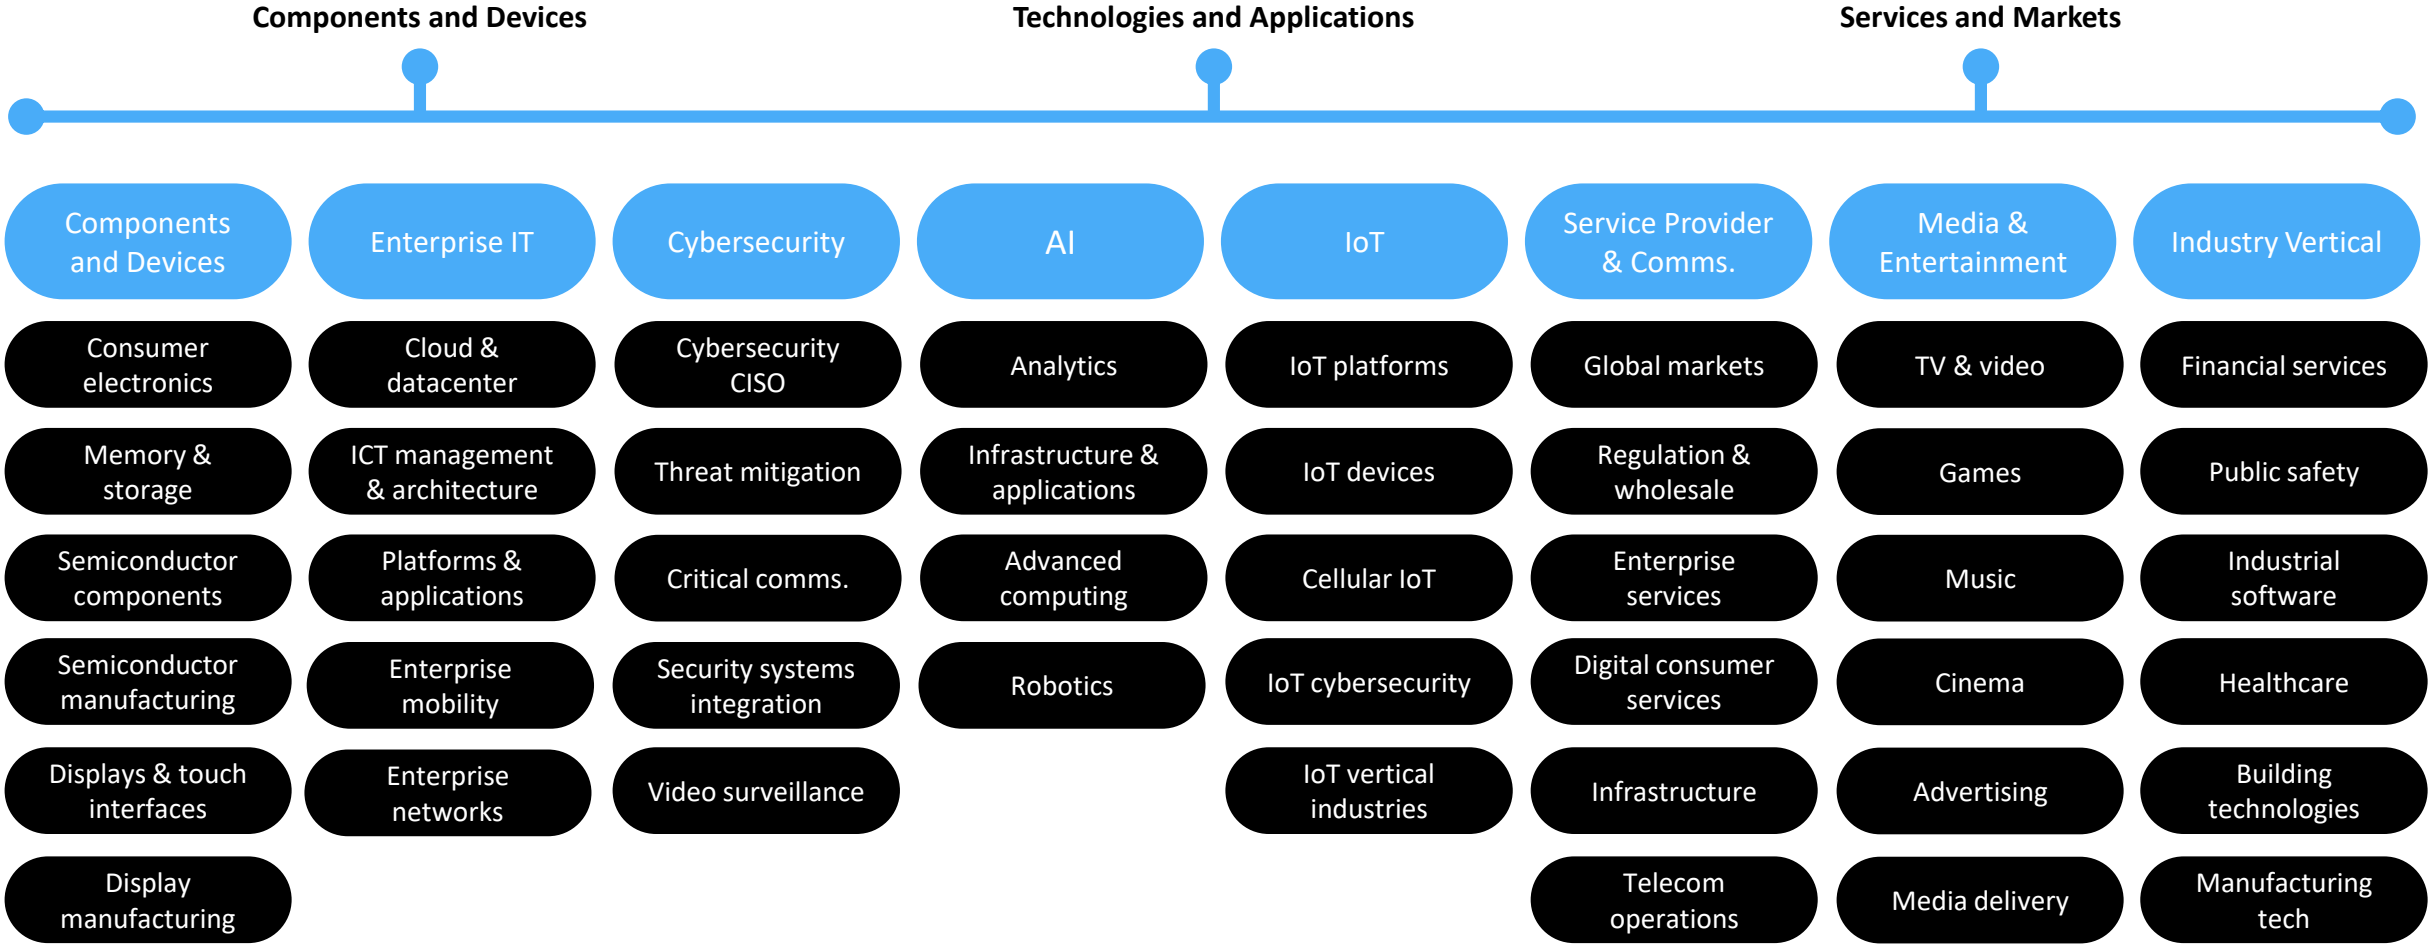 Components and Devices
Technologies and Applications
Services and Markets
Components
and Devices
Enterprise IT
Cybersecurity
AI
IoT
Service Provider
& Comms.
Media &
Entertainment
Industry Vertical
Consumer
electronics
Cloud &
datacenter
Cybersecurity
CISO
Analytics
IoT platforms
Global markets
TV & video
Financial services
Memory &
storage
ICT management
& architecture
Threat mitigation
Infrastructure &
applications
IoT devices
Regulation &
wholesale
Games
Public safety
Semiconductor
components
Platforms &
applications
Critical comms.
Advanced
computing
Cellular IoT
Enterprise
services
Music
Industrial
software
Semiconductor
manufacturing
Enterprise
mobility
Security systems
integration
Robotics
IoT cybersecurity
Digital consumer
services
Cinema
Healthcare
Displays & touch
interfaces
Enterprise
networks
Video surveillance
IoT vertical
industries
Infrastructure
Advertising
Building
technologies
Display
manufacturing
Telecom
operations
Media delivery
Manufacturing
tech